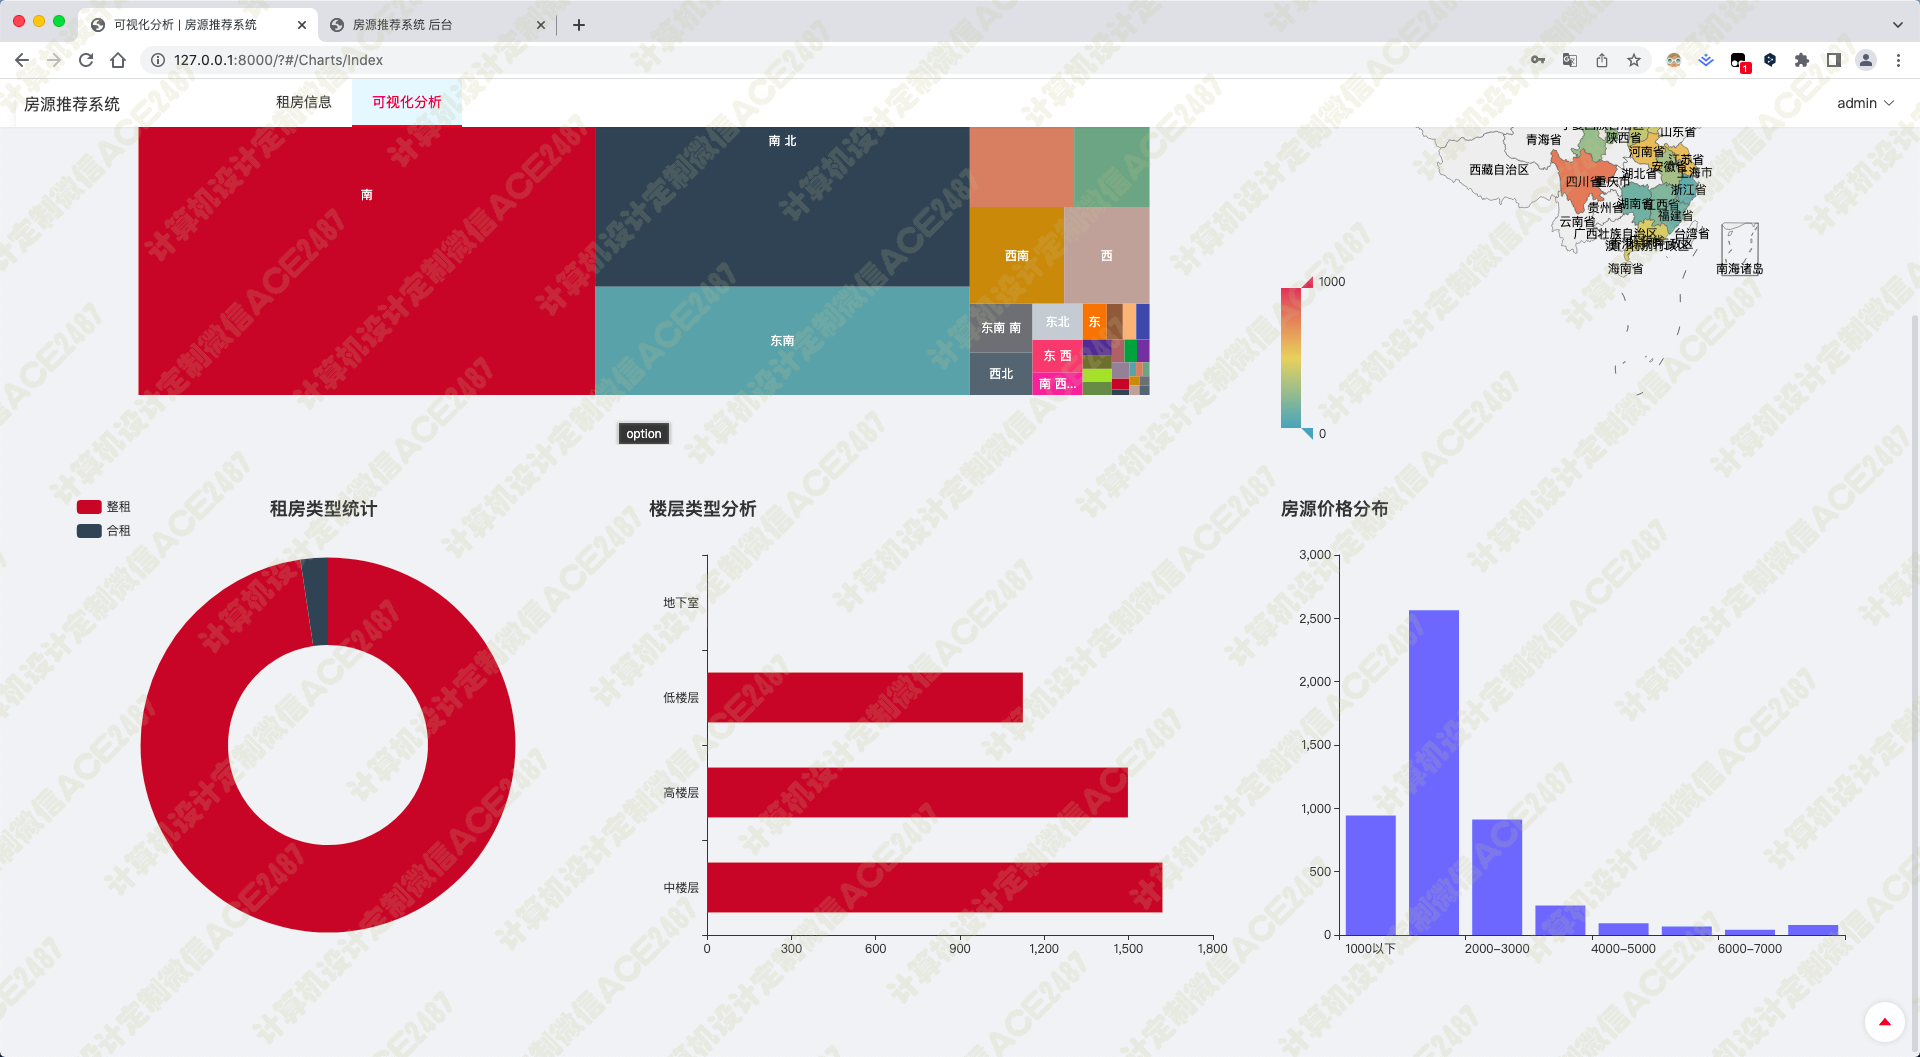 可视化分析 | 房源推荐系统
房源推荐系统 后台
127.0.0.1:8000/?#/Charts/Index
1
房源推荐系统
租房信息
可视化分析
admin
南
南 北
东南
西南
西
东南 南
西北
东北
东 西
南 西...
东
option
青海省
陕西省
山东省
河南省
江苏省
安徽省
上海市
西藏自治区
四川省
重庆市
湖北省
浙江省
贵州省
湖南省
江西省
云南省
福建省
广西壮族自治区
台湾省
海南省
南海诸岛
1000
0
整租
合租
租房类型统计
楼层类型分析
地下室
低楼层
高楼层
中楼层
0
300
600
900
1,200
1,500
1,800
房源价格分布
3,000
2,500
2,000
1,500
1,000
500
0
1000以下
2000-3000
4000-5000
6000-7000
计算机设计定制微信ACE2487